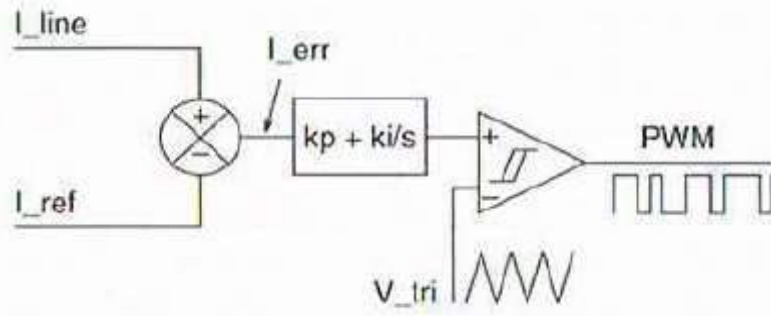 I_line
I_err
+
−
kp + ki/s
+
−
PWM
I_ref
V_tri